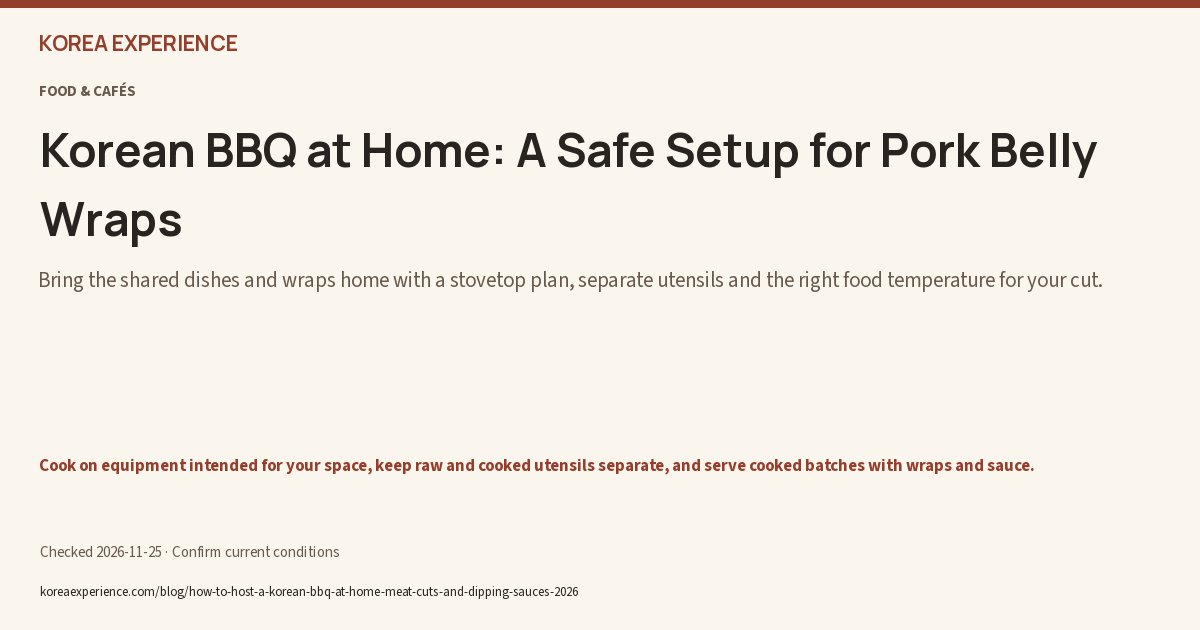 KOREA EXPERIENCE
FOOD & CAFÉS
Korean BBQ at Home: A Safe Setup for Pork Belly
Wraps
Bring the shared dishes and wraps home with a stovetop plan, separate utensils and the right food temperature for your cut.
Cook on equipment intended for your space, keep raw and cooked utensils separate, and serve cooked batches with wraps and sauce.
Checked 2026-11-25 · Confirm current conditions
koreaexperience.com/blog/how-to-host-a-korean-bbq-at-home-meat-cuts-and-dipping-sauces-2026